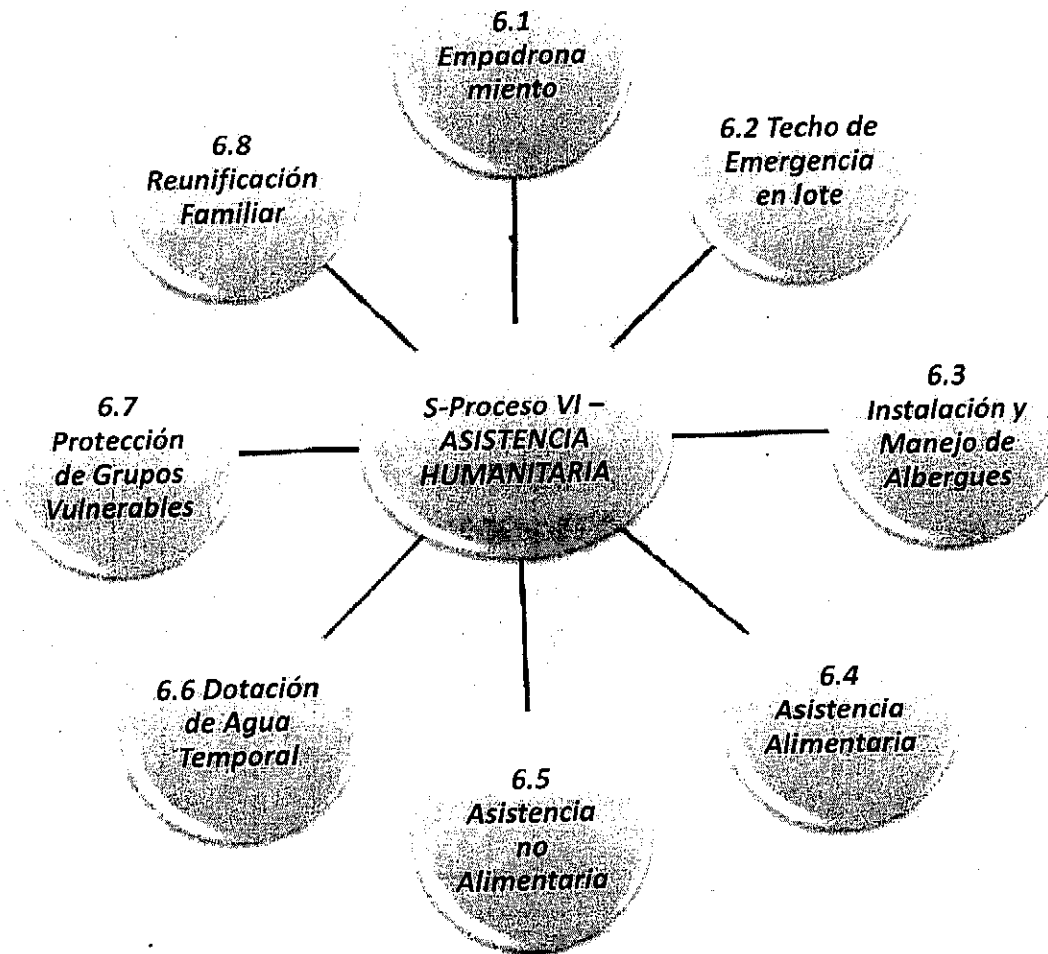 6.1
Empadrona
miento
6.2 Techo de
Emergencia
en lote
6.3
Instalación y
Manejo de
Albergues
6.4
Asistencia
Alimentaria
6.5
Asistencia
no
Alimentaria
6.6 Dotación
de Agua
Temporal
6.7
Protección
de Grupos
Vulnerables
6.8
Reunificación
Familiar
S-Proceso VI –
ASISTENCIA
HUMANITARIA